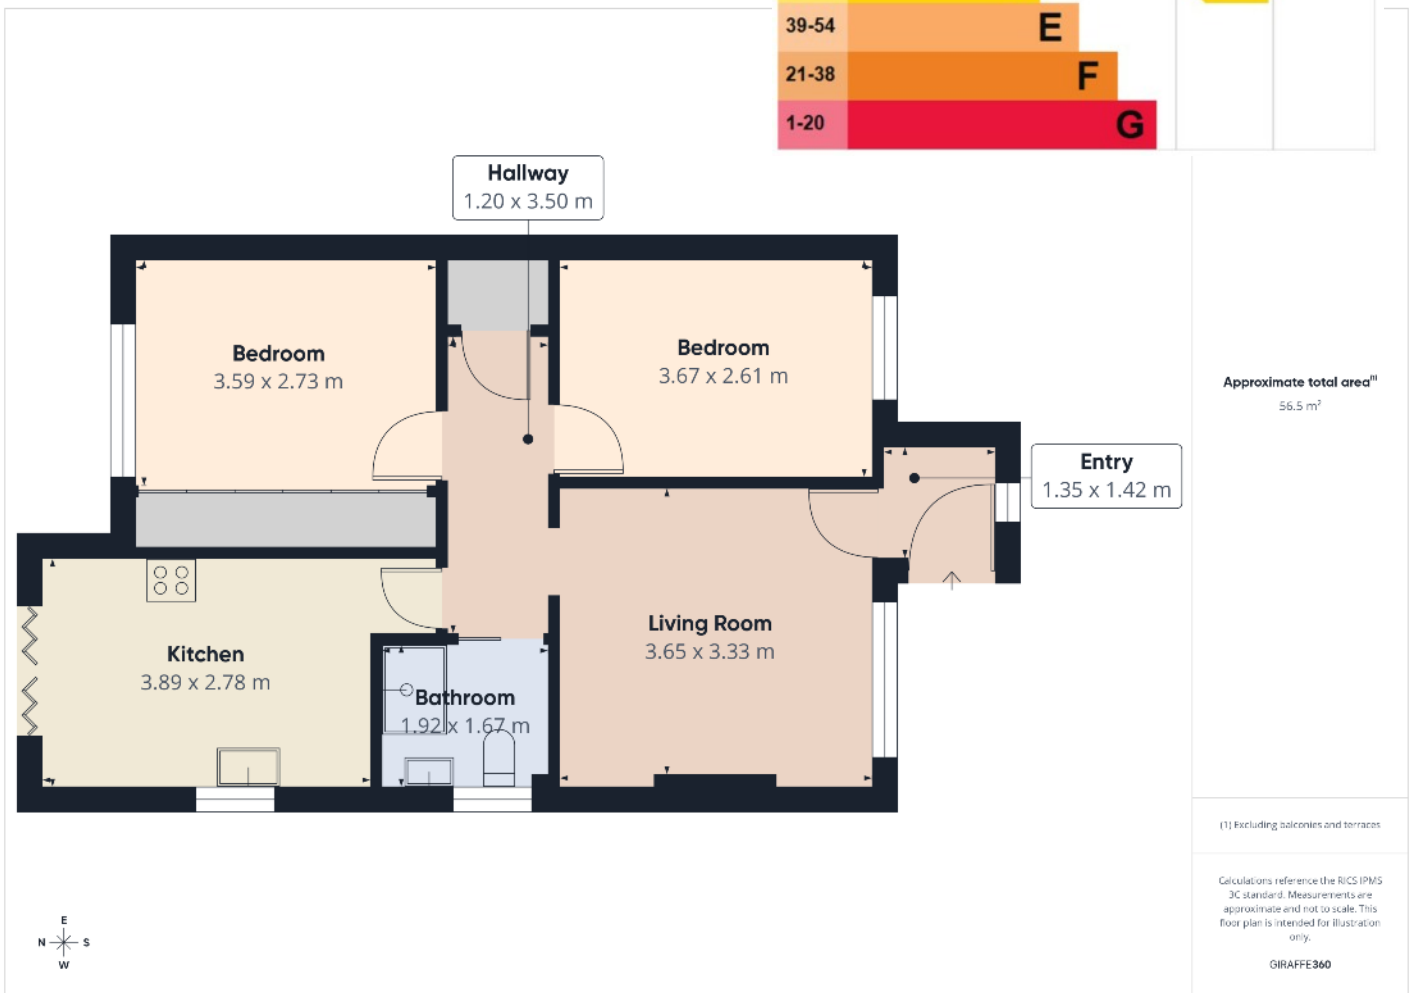 39-54 E
21-38 F
1-20 G
Hallway
1.20 x 3.50 m
Bedroom
3.59 x 2.73 m
Bedroom
3.67 x 2.61 m
Entry
1.35 x 1.42 m
Living Room
3.65 x 3.33 m
Kitchen
3.89 x 2.78 m
Bathroom
1.92 x 1.67 m
Approximate total area⁽¹⁾
56.5 m²
(1) Excluding balconies and terraces
Calculations reference the RICS IPMS
3C standard. Measurements are
approximate and not to scale. This
floor plan is intended for illustration
only.
GIRAFFE360
E
N S
W